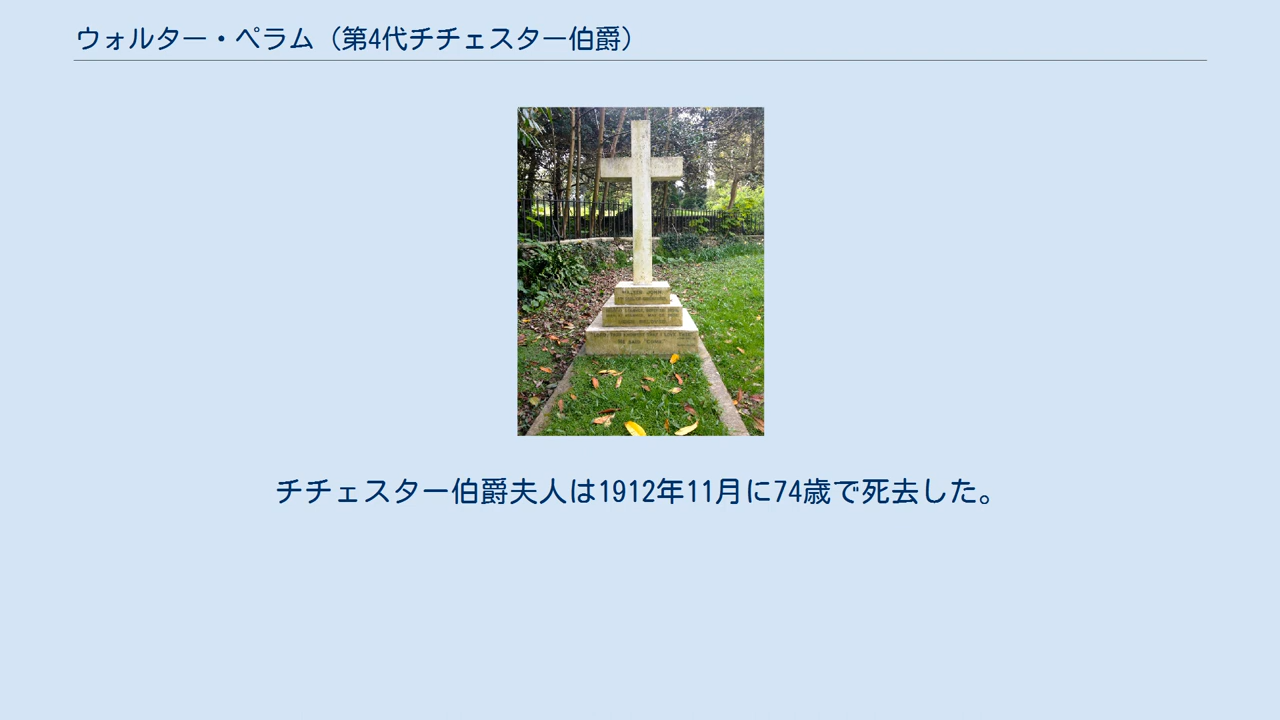 ウォルター・ペラム（第4代チチェスター伯爵）
チチェスター伯爵夫人は1912年11月に74歳で死去した。